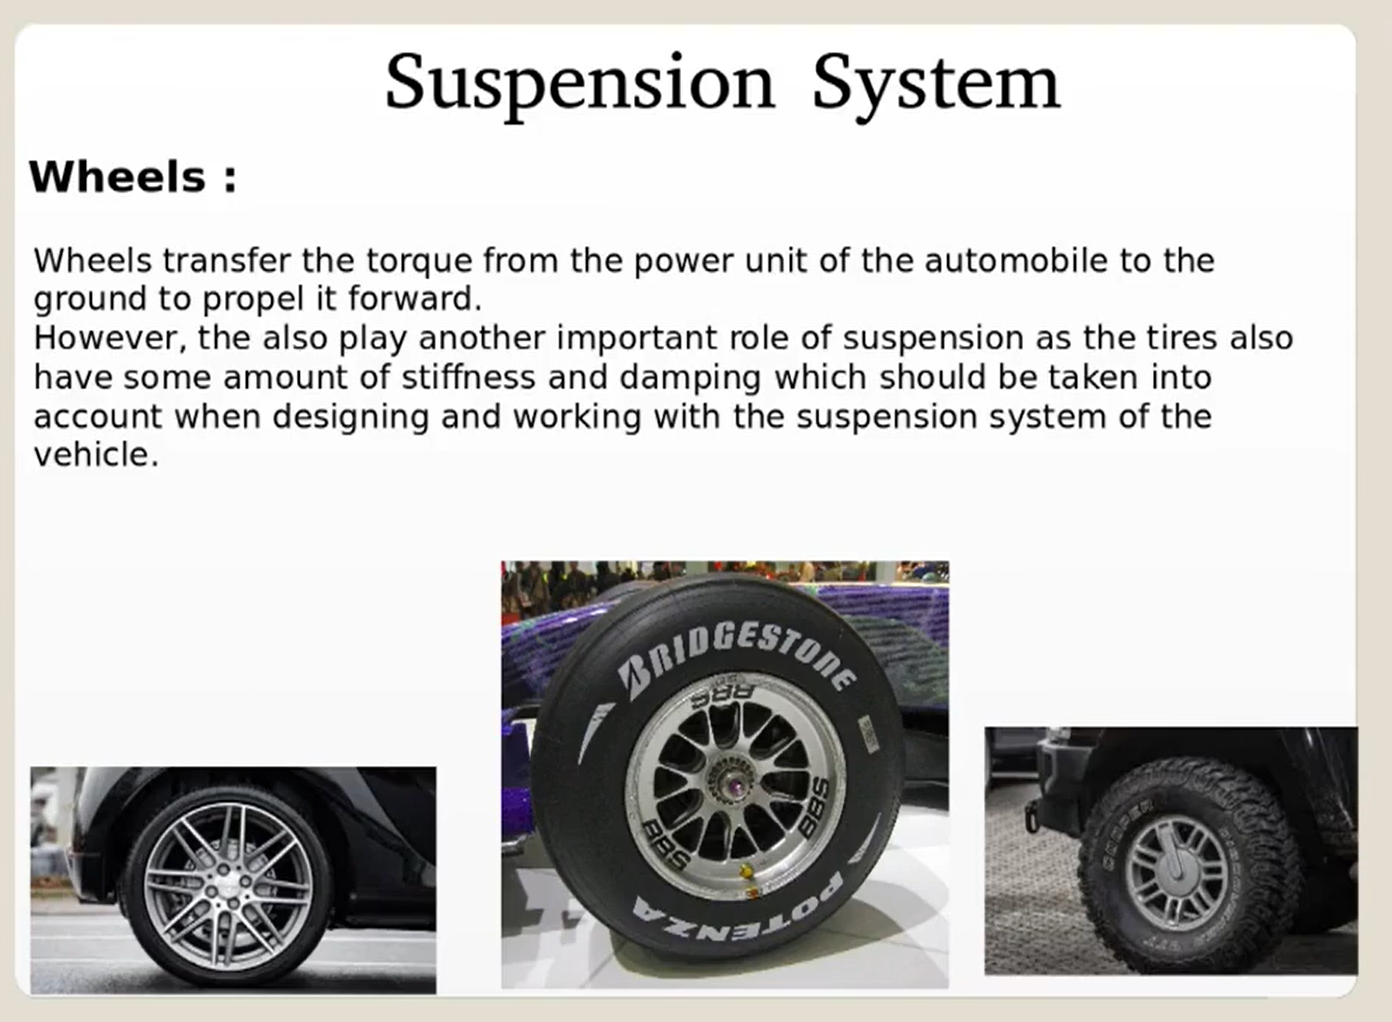 Suspension System
Wheels :
Wheels transfer the torque from the power unit of the automobile to the
ground to propel it forward.
However, the also play another important role of suspension as the tires also
have some amount of stiffness and damping which should be taken into
account when designing and working with the suspension system of the
vehicle.
BRIDGESTONE
BBS
BBS
BBS
POTENZA